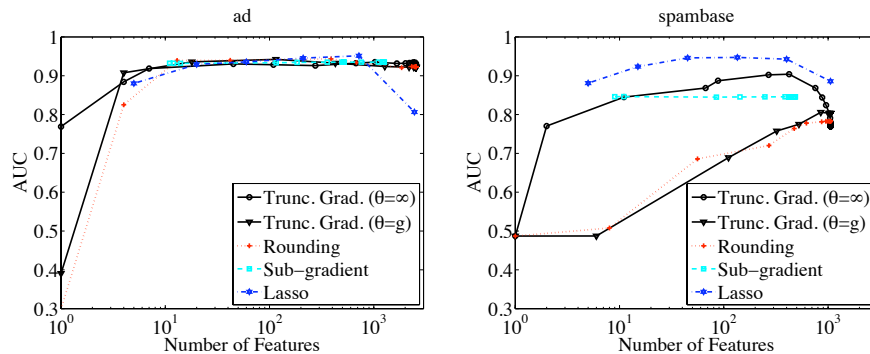 ad
1
0.9
0.8
0.7
0.6
0.5
0.4
0.3
AUC
10^0
10^1
10^2
10^3
Number of Features
Trunc. Grad. (θ=∞)
Trunc. Grad. (θ=g)
Rounding
Sub-gradient
Lasso
spambase
1
0.9
0.8
0.7
0.6
0.5
0.4
0.3
AUC
10^0
10^1
10^2
10^3
Number of Features
Trunc. Grad. (θ=∞)
Trunc. Grad. (θ=g)
Rounding
Sub-gradient
Lasso